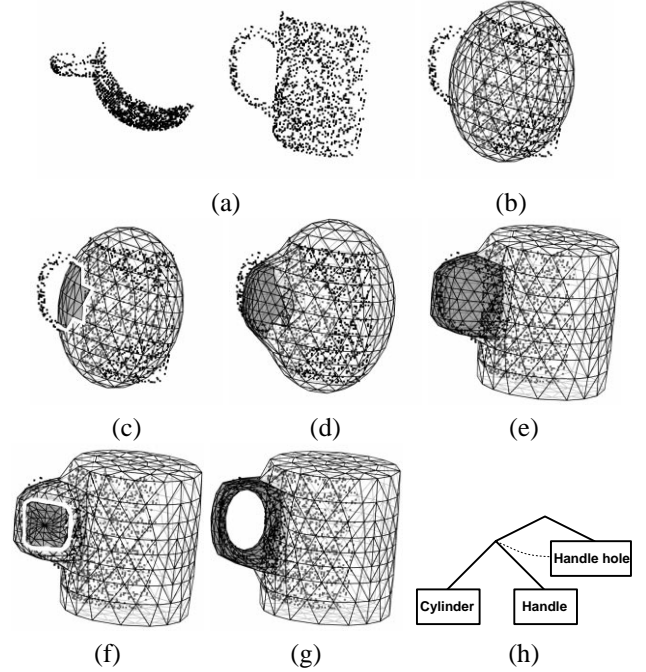 (a)
(b)
(c)
(d)
(e)
Handle hole
Cylinder
Handle
(f)
(g)
(h)